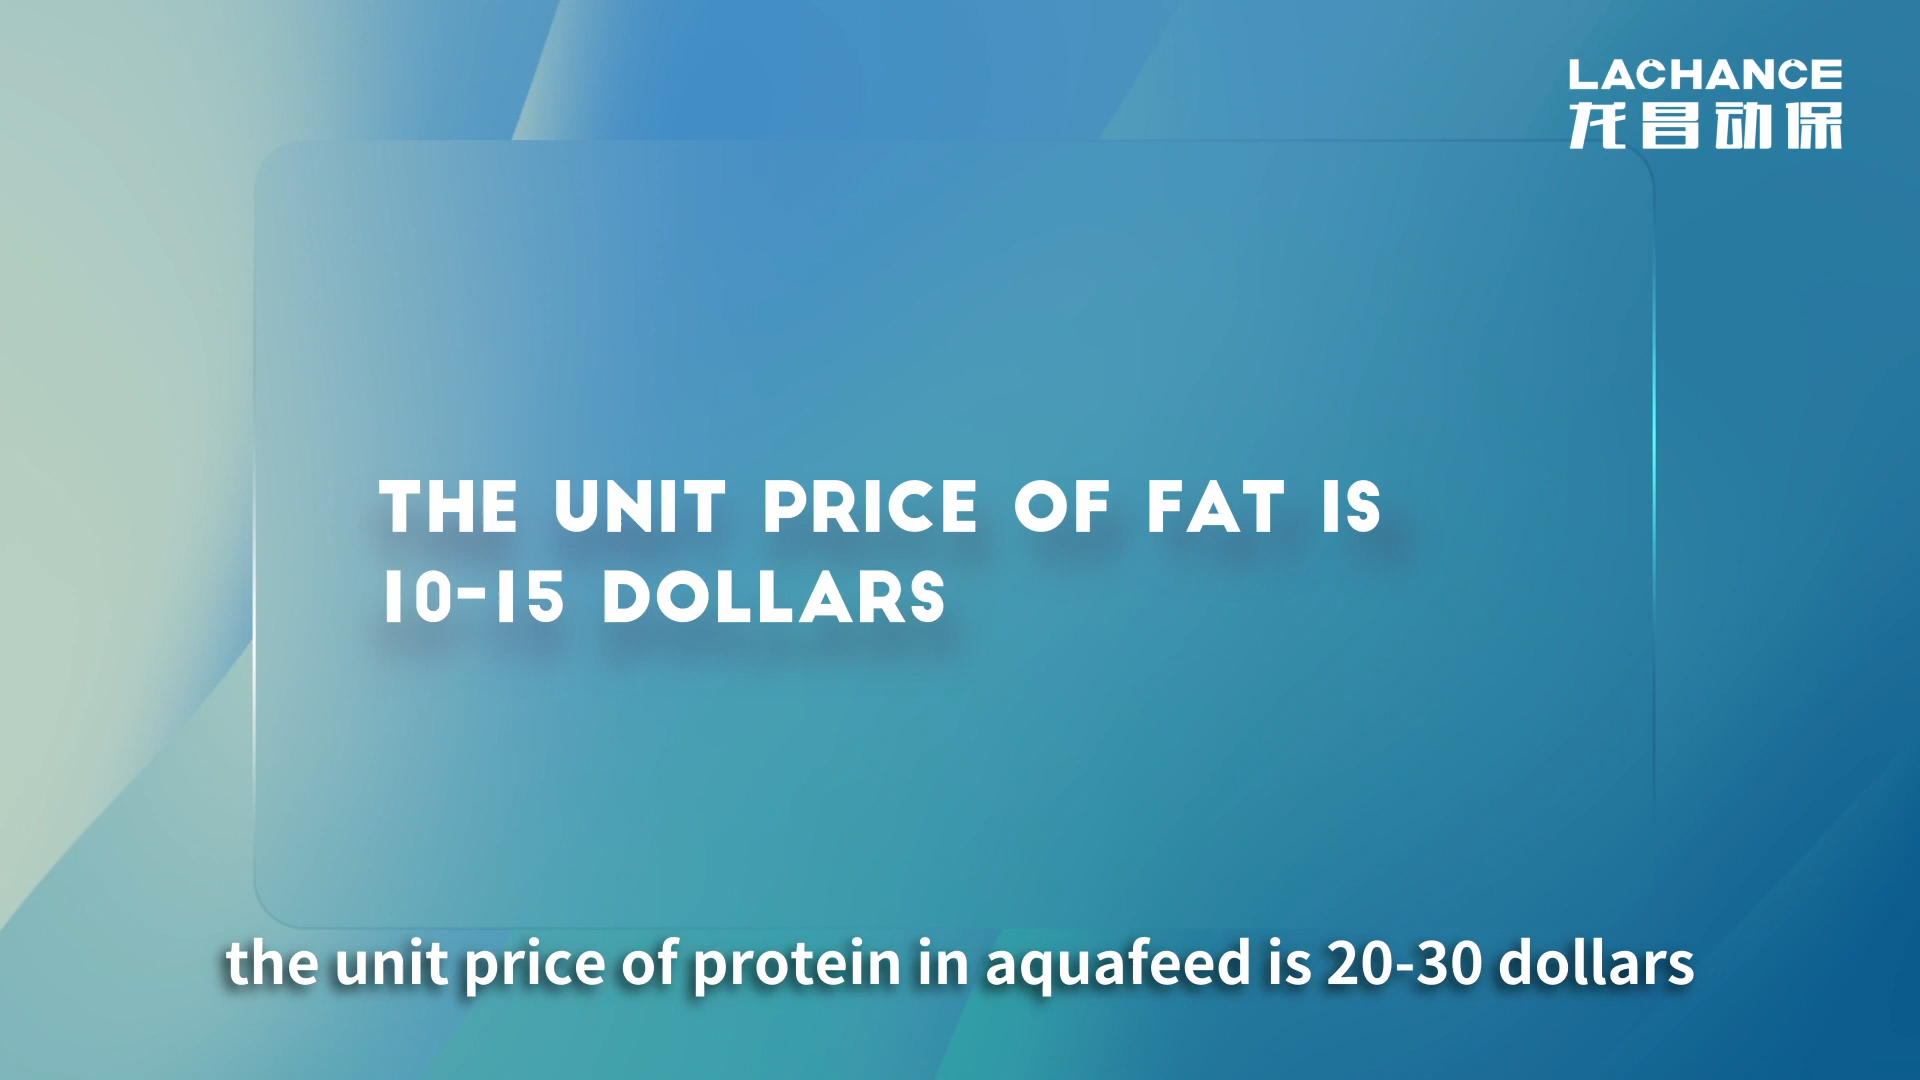 LACHANCE
龙昌动保
THE UNIT PRICE OF FAT IS
10-15 DOLLARS
the unit price of protein in aquafeed is 20-30 dollars